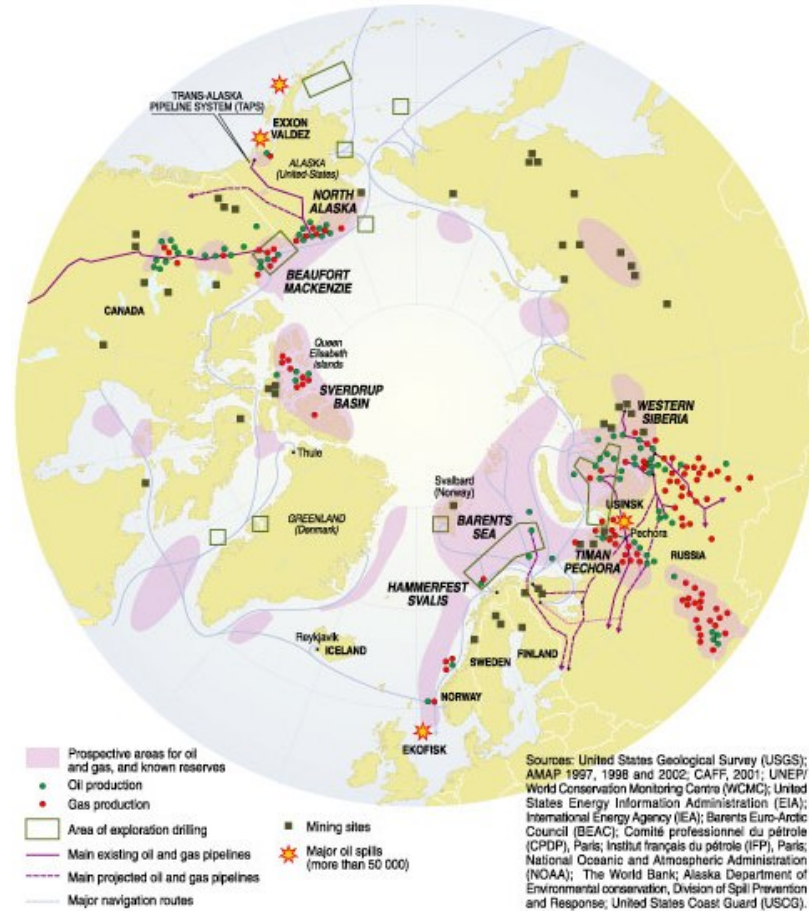 TRANS-ALASKA
PIPELINE SYSTEM (TAPS)
EXXON
VALDEZ
ALASKA
(United-States)
NORTH
ALASKA
BEAUFORT
MACKENZIE
CANADA
Queen
Elisabeth
Islands
SVERDRUP
BASIN
WESTERN
SIBERIA
Thule
Svalbard
(Norway)
USINSK
GREENLAND
(Denmark)
BARENTS
SEA
Pechora
TIMAN
PECHORA
RUSSIA
HAMMERFEST
SVALIS
Reykjavik
ICELAND
SWEDEN
FINLAND
NORWAY
EKOFISK
Prospective areas for oil
and gas, and known reserves
Oil production
Gas production
Area of exploration drilling
Main existing oil and gas pipelines
Main projected oil and gas pipelines
Major navigation routes
Mining sites
Major oil spills
(more than 50 000)
Sources: United States Geological Survey (USGS);
AMAP 1997, 1998 and 2002; CAFF, 2001; UNEP/
World Conservation Monitoring Centre (WCMC); United
States Energy Information Administration (EIA);
International Energy Agency (IEA); Barents Euro-Arctic
Council (BEAC); Comité professionnel du pétrole
(CPDP), Paris; Institut français du pétrole (IFP), Paris;
National Oceanic and Atmospheric Administration
(NOAA); The World Bank; Alaska Department of
Environmental conservation, Division of Spill Prevention
and Response; United States Coast Guard (USCG).